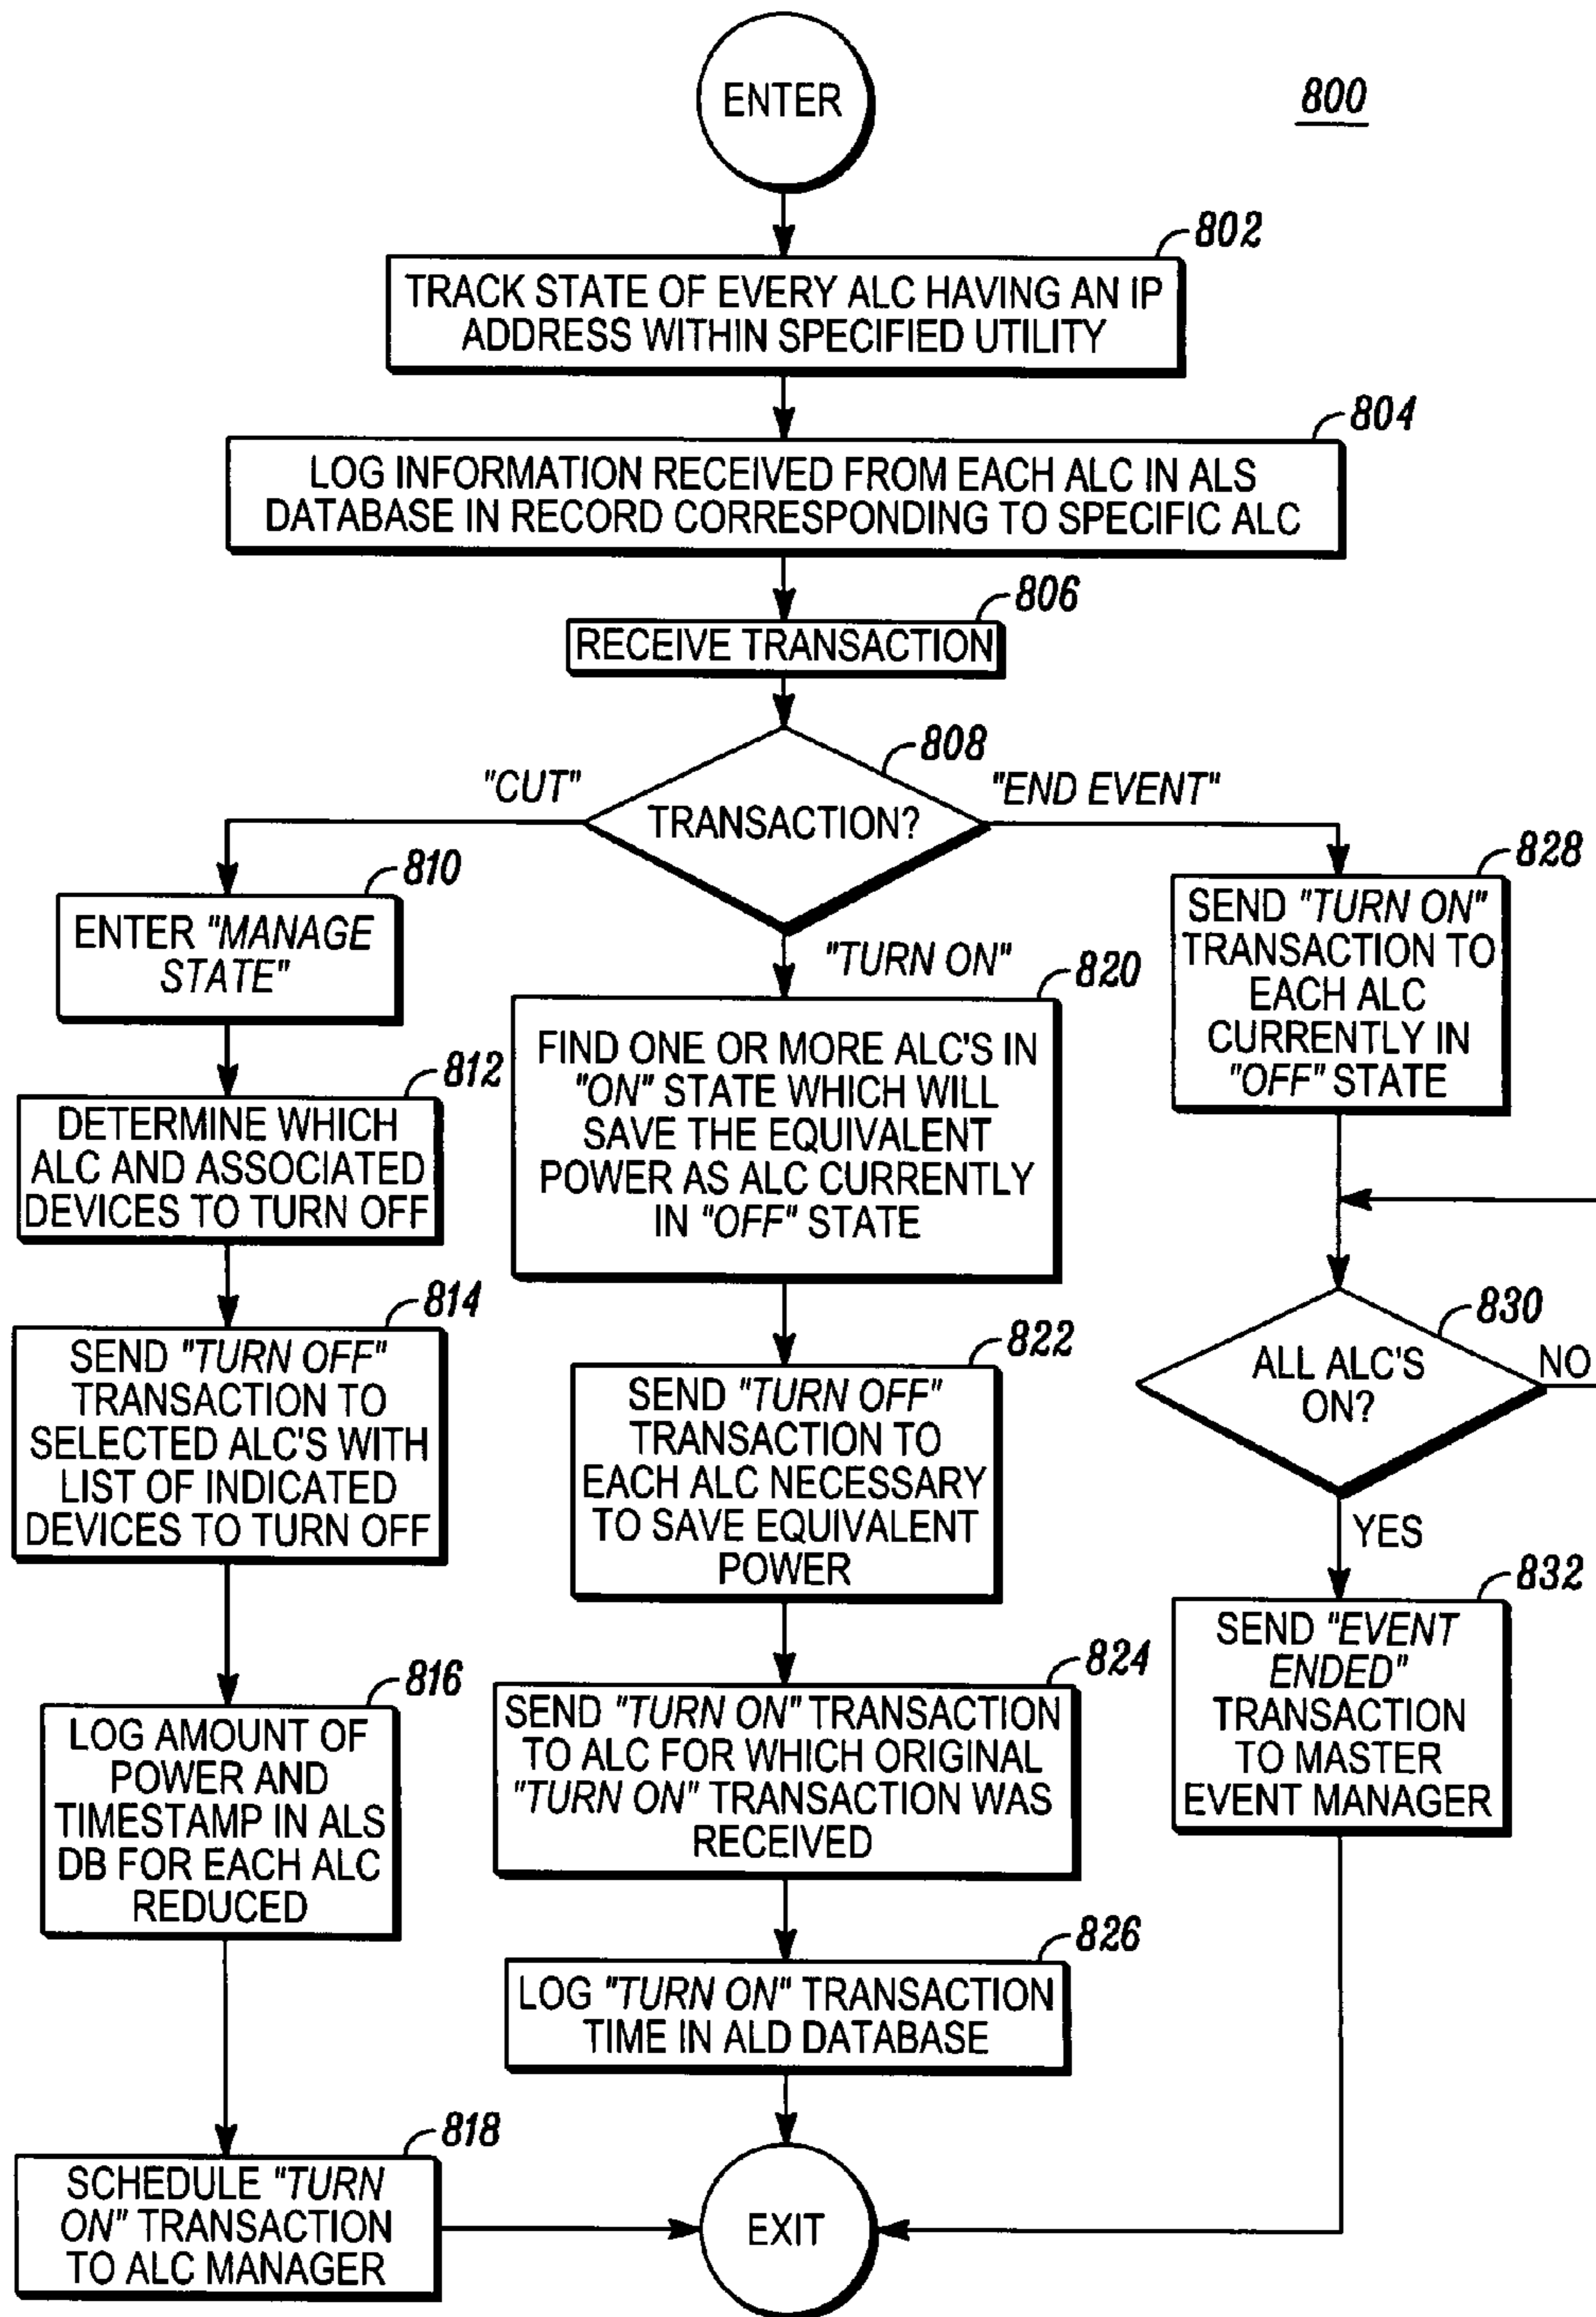 ENTER
800
802
TRACK STATE OF EVERY ALC HAVING AN IP
ADDRESS WITHIN SPECIFIED UTILITY
804
LOG INFORMATION RECEIVED FROM EACH ALC IN ALS
DATABASE IN RECORD CORRESPONDING TO SPECIFIC ALC
806
RECEIVE TRANSACTION
808
TRANSACTION?
"CUT"
"END EVENT"
"TURN ON"
810
ENTER "MANAGE
STATE"
812
DETERMINE WHICH
ALC AND ASSOCIATED
DEVICES TO TURN OFF
814
SEND "TURN OFF"
TRANSACTION TO
SELECTED ALC'S WITH
LIST OF INDICATED
DEVICES TO TURN OFF
816
LOG AMOUNT OF
POWER AND
TIMESTAMP IN ALS
DB FOR EACH ALC
REDUCED
818
SCHEDULE "TURN
ON" TRANSACTION
TO ALC MANAGER
820
FIND ONE OR MORE ALC'S IN
"ON" STATE WHICH WILL
SAVE THE EQUIVALENT
POWER AS ALC CURRENTLY
IN "OFF" STATE
822
SEND "TURN OFF"
TRANSACTION TO
EACH ALC NECESSARY
TO SAVE EQUIVALENT
POWER
824
SEND "TURN ON" TRANSACTION
TO ALC FOR WHICH ORIGINAL
"TURN ON" TRANSACTION WAS
RECEIVED
826
LOG "TURN ON" TRANSACTION
TIME IN ALD DATABASE
828
SEND "TURN ON"
TRANSACTION TO
EACH ALC
CURRENTLY IN
"OFF" STATE
830
ALL ALC'S
ON?
NO
YES
832
SEND "EVENT
ENDED"
TRANSACTION
TO MASTER
EVENT MANAGER
EXIT